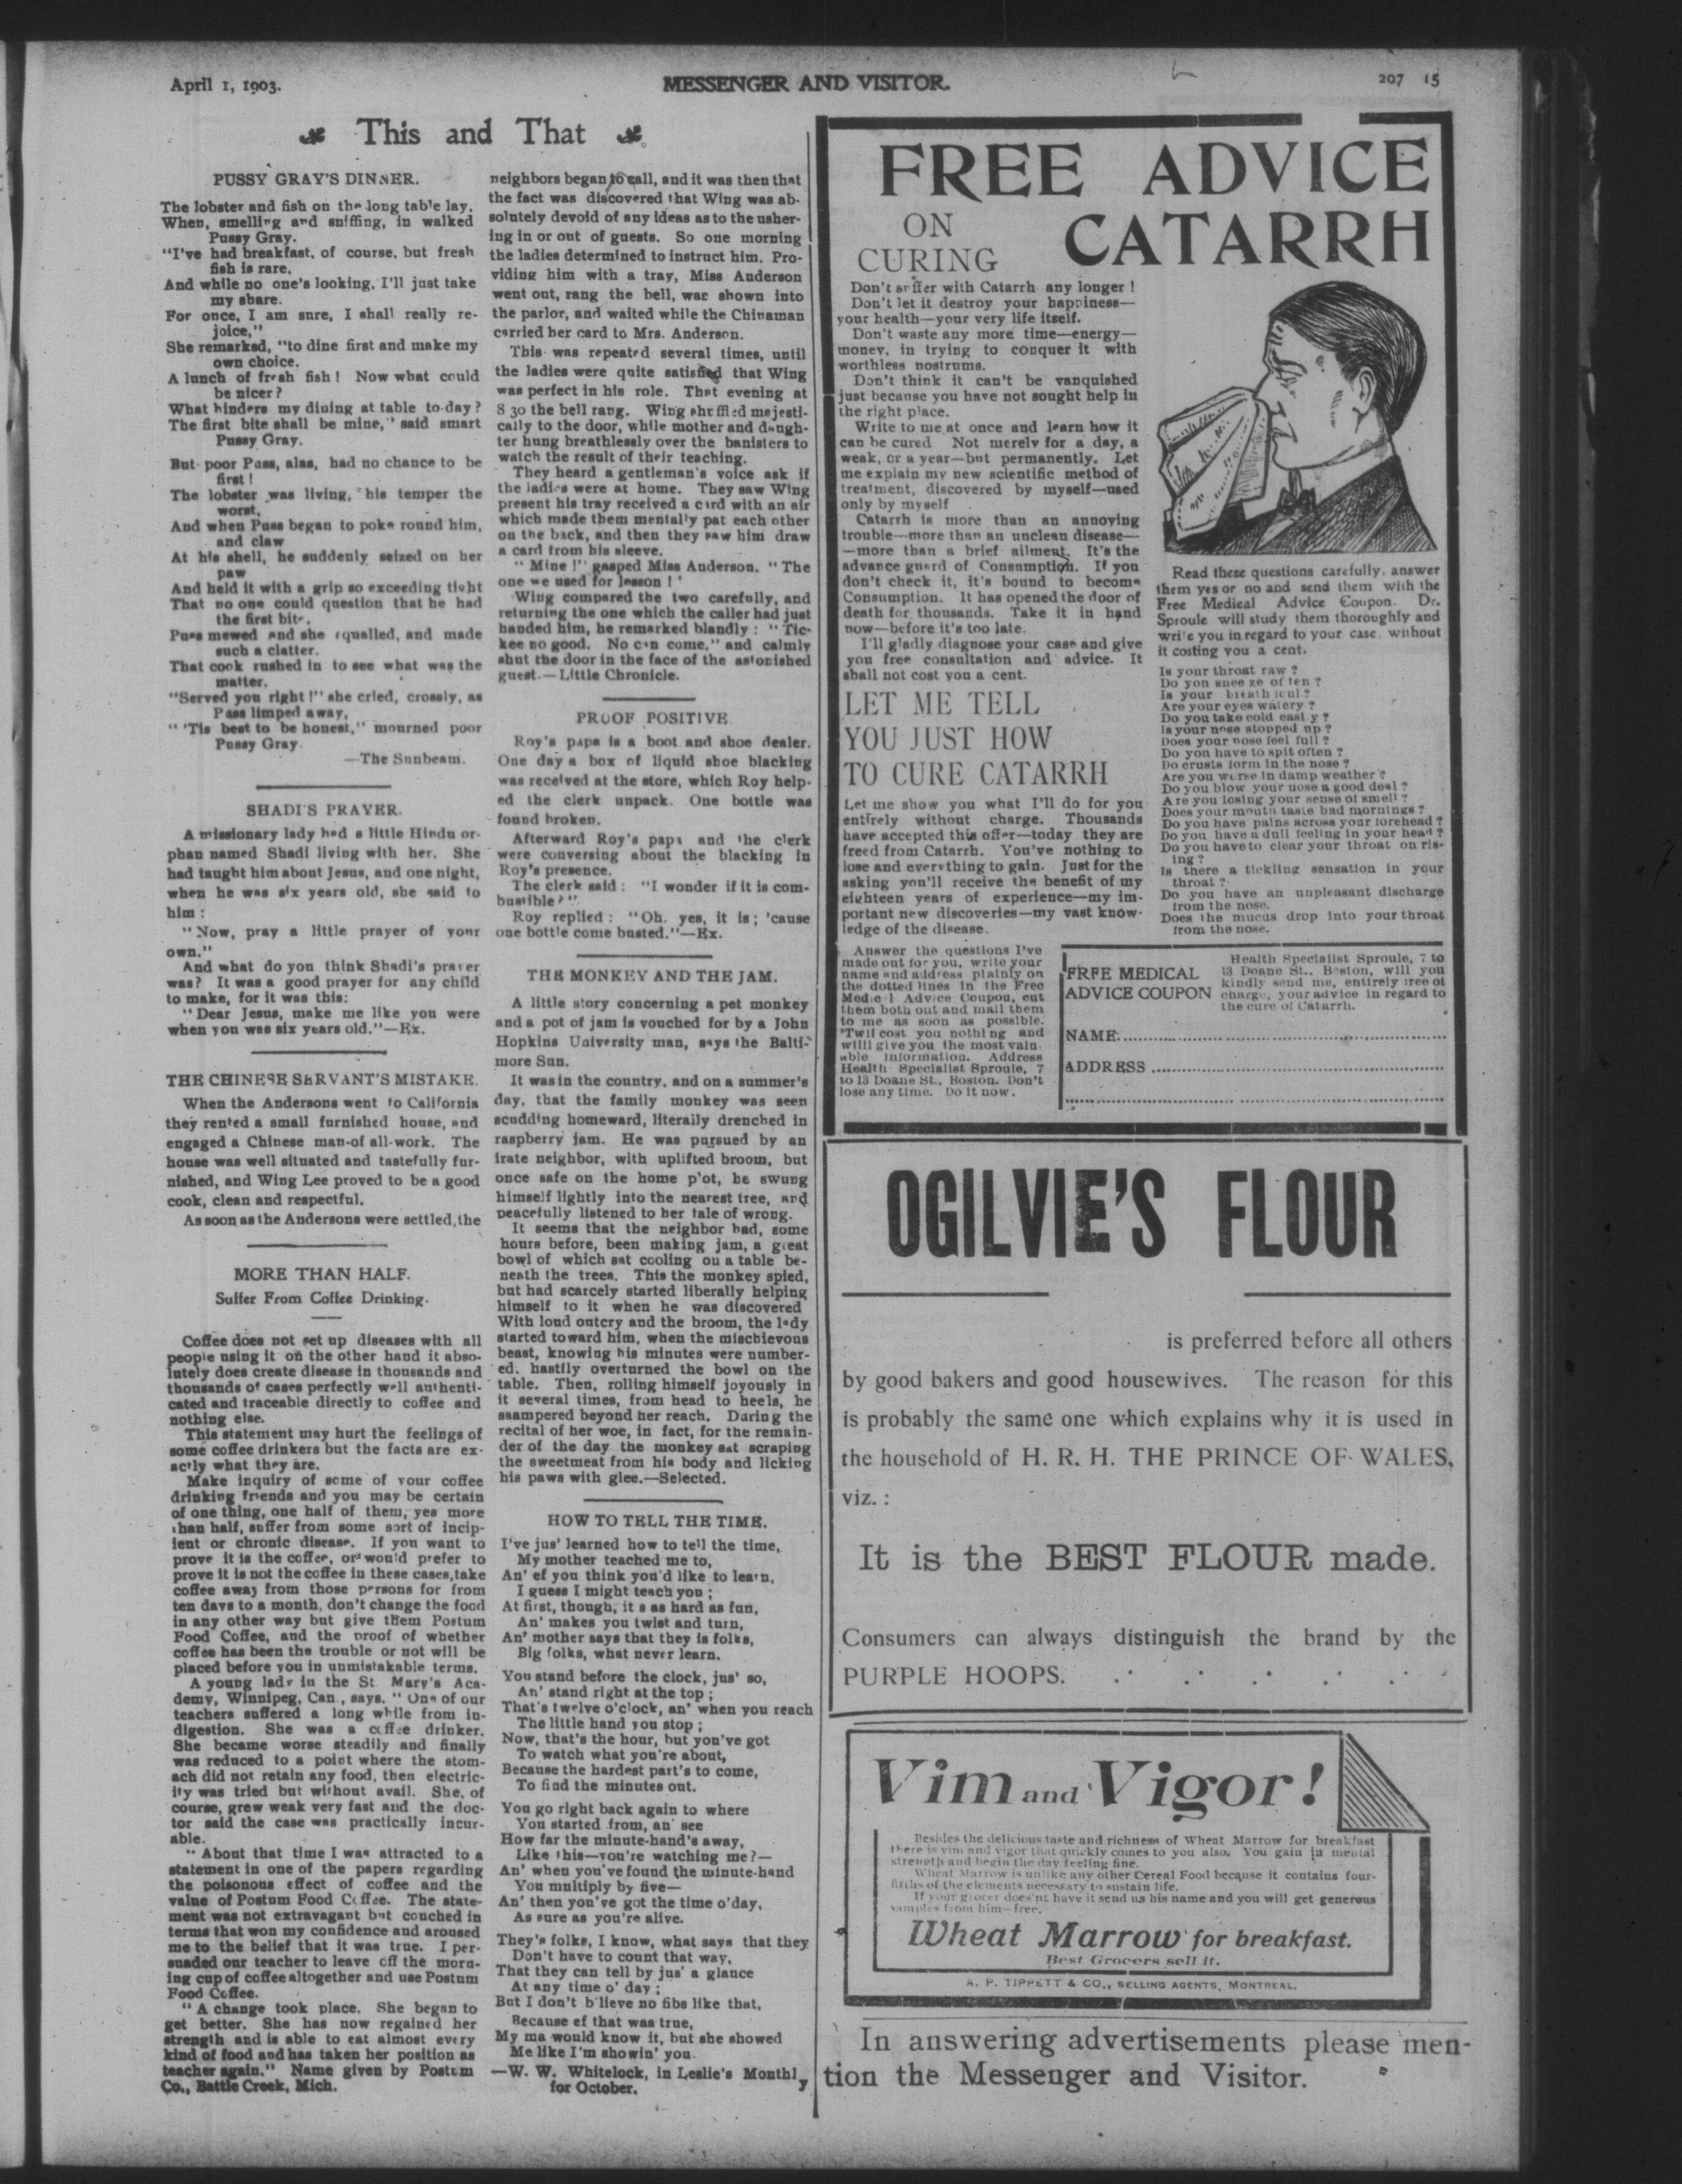 April 1, 1903.
MESSENGER AND VISITOR.
207 15
This and That
PUSSY GRAY'S DINNER.
The lobster and fish on the long table lay,
When, smelling and sniffing, in walked
Pussy Gray.
"I've had breakfast, of course, but fresh
fish is rare,
And while no one's looking, I'll just take
my share.
For once, I am sure, I shall really re-
joice,"
She remarked, "to dine first and make my
own choice.
A lunch of fresh fish! Now what could
be nicer?
What hinders my dining at table to-day?
The first bite shall be mine," said smart
Pussy Gray.
But poor Puss, alas, had no chance to be
first!
The lobster was living, his temper the
worst,
And when Puss began to poke round him,
and claw
At his shell, he suddenly seized on her
paw
And held it with a grip so exceeding tight
That no one could question that he had
the first bite.
Puss mewed and she squalled, and made
such a clatter.
That cook rushed in to see what was the
matter.
"Served you right!" she cried, crossly, as
Puss limped away,
"'Tis best to be honest," mourned poor
Pussy Gray.
—The Sunbeam.
SHADI'S PRAYER.
A missionary lady had a little Hindu or-
phan named Shadi living with her. She
had taught him about Jesus, and one night,
when he was six years old, she said to
him:
"Now, pray a little prayer of your
own."
And what do you think Shadi's prayer
was? It was a good prayer for any child
to make, for it was this:
"Dear Jesus, make me like you were
when you was six years old."—Ex.
THE CHINESE SERVANT'S MISTAKE.
When the Andersons went to California
they rented a small furnished house, and
engaged a Chinese man-of all-work. The
house was well situated and tastefully fur-
nished, and Wing Lee proved to be a good
cook, clean and respectful.
As soon as the Andersons were settled, the
MORE THAN HALF.
Suffer From Coffee Drinking.
Coffee does not set up diseases with all
people using it on the other hand it abso-
lutely does create disease in thousands and
thousands of cases perfectly well authenti-
cated and traceable directly to coffee and
nothing else.
This statement may hurt the feelings of
some coffee drinkers but the facts are ex-
actly what they are.
Make inquiry of some of your coffee
drinking friends and you may be certain
of one thing, one half of them, yes more
than half, suffer from some sort of incip-
ient or chronic disease. If you want to
prove it is the coffee, or would prefer to
prove it is not the coffee in these cases, take
coffee away from those persons for from
ten days to a month, don't change the food
in any other way but give them Postum
Food Coffee, and the proof of whether
coffee has been the trouble or not will be
placed before you in unmistakable terms.
A young lady in the St Mary's Aca-
demy, Winnipeg, Can., says, "One of our
teachers suffered a long while from in-
digestion. She was a coffee drinker.
She became worse steadily and finally
was reduced to a point where the stom-
ach did not retain any food, then electric-
ity was tried but without avail. She, of
course, grew weak very fast and the doc-
tor said the case was practically incur-
able.
"About that time I was attracted to a
statement in one of the papers regarding
the poisonous effect of coffee and the
value of Postum Food Coffee. The state-
ment was not extravagant but couched in
terms that won my confidence and aroused
me to the belief that it was true. I per-
suaded our teacher to leave off the morn-
ing cup of coffee altogether and use Postum
Food Coffee.
"A change took place. She began to
get better. She has now regained her
strength and is able to eat almost every
kind of food and has taken her position as
teacher again." Name given by Postum
Co., Battle Creek, Mich.
neighbors began to call, and it was then that
the fact was discovered that Wing was ab-
solutely devoid of any ideas as to the usher-
ing in or out of guests. So one morning
the ladies determined to instruct him. Pro-
viding him with a tray, Miss Anderson
went out, rang the bell, was shown into
the parlor, and waited while the Chinaman
carried her card to Mrs. Anderson.
This was repeated several times, until
the ladies were quite satisfied that Wing
was perfect in his role. That evening at
8 30 the bell rang. Wing shuffled majesti-
cally to the door, while mother and daugh-
ter hung breathlessly over the banisters to
watch the result of their teaching.
They heard a gentleman's voice ask if
the ladies were at home. They saw Wing
present his tray received a card with an air
which made them mentally pat each other
on the back, and then they saw him draw
a card from his sleeve.
"Mine!" gasped Miss Anderson. "The
one we used for lesson!'
Wing compared the two carefully, and
returning the one which the caller had just
handed him, he remarked blandly: "Tic-
kee no good. No can come," and calmly
shut the door in the face of the astonished
guest.—Little Chronicle.
PROOF POSITIVE.
Roy's papa is a boot and shoe dealer.
One day a box of liquid shoe blacking
was received at the store, which Roy help-
ed the clerk unpack. One bottle was
found broken.
Afterward Roy's papa and the clerk
were conversing about the blacking in
Roy's presence.
The clerk said: "I wonder if it is com-
bustible?"
Roy replied: "Oh, yes, it is; 'cause
one bottle come busted."—Ex.
THE MONKEY AND THE JAM.
A little story concerning a pet monkey
and a pot of jam is vouched for by a John
Hopkins University man, says the Balti-
more Sun.
It was in the country, and on a summer's
day, that the family monkey was seen
scudding homeward, literally drenched in
raspberry jam. He was pursued by an
irate neighbor, with uplifted broom, but
once safe on the home plot, he swung
himself lightly into the nearest tree, and
peacefully listened to her tale of wrong.
It seems that the neighbor had, some
hours before, been making jam, a great
bowl of which sat cooling on a table be-
neath the trees. This the monkey spied,
but had scarcely started liberally helping
himself to it when he was discovered
With loud outcry and the broom, the lady
started toward him, when the mischievous
beast, knowing his minutes were number-
ed, hastily overturned the bowl on the
table. Then, rolling himself joyously in
it several times, from head to heels, he
scampered beyond her reach. During the
recital of her woe, in fact, for the remain-
der of the day the monkey sat scraping
the sweetmeat from his body and licking
his paws with glee.—Selected.
HOW TO TELL THE TIME.
I've jus' learned how to tell the time,
My mother teached me to,
An' ef you think you'd like to learn,
I guess I might teach you;
At first, though, it s as hard as fun,
An' makes you twist and turn,
An' mother says that they is folks,
Big folks, what never learn.
You stand before the clock, jus' so,
An' stand right at the top;
That's twelve o'clock, an' when you reach
The little hand you stop;
Now, that's the hour, but you've got
To watch what you're about,
Because the hardest part's to come,
To find the minutes out.
You go right back again to where
You started from, an' see
How far the minute-hand's away,
Like this—you're watching me?—
An' when you've found the minute-hand
You multiply by five—
An' then you've got the time o'day,
As sure as you're alive.
They's folks, I know, what says that they
Don't have to count that way,
That they can tell by jus' a glance
At any time o' day;
But I don't b'lieve no fibs like that,
Because ef that was true,
My ma would know it, but she showed
Me like I'm showin' you.
—W. W. Whitelock, in Leslie's Monthly
for October.
FREE ADVICE
ON CURING
CATARRH
Don't suffer with Catarrh any longer!
Don't let it destroy your happiness—
your health—your very life itself.
Don't waste any more time—energy—
money, in trying to conquer it with
worthless nostrums.
Don't think it can't be vanquished
just because you have not sought help in
the right place.
Write to me at once and learn how it
can be cured Not merely for a day, a
weak, or a year—but permanently. Let
me explain my new scientific method of
treatment, discovered by myself—used
only by myself
Catarrh is more than an annoying
trouble—more than an unclean disease—
—more than a brief ailment. It's the
advance guard of Consumption. If you
don't check it, it's bound to become
Consumption. It has opened the door of
death for thousands. Take it in hand
now—before it's too late.
I'll gladly diagnose your case and give
you free consultation and advice. It
shall not cost you a cent.
LET ME TELL
YOU JUST HOW
TO CURE CATARRH
Let me show you what I'll do for you
entirely without charge. Thousands
have accepted this offer—today they are
freed from Catarrh. You've nothing to
lose and everything to gain. Just for the
asking you'll receive the benefit of my
eighteen years of experience—my im-
portant new discoveries—my vast know-
ledge of the disease.
Answer the questions I've
made out for you, write your
name and address plainly on
the dotted lines in the Free
Medical Advice Coupon, cut
them both out and mail them
to me as soon as possible.
'Twil cost you nothing and
willl give you the most valu-
able information. Address
Health Specialist Sproule, 7
to 13 Doane St., Boston. Don't
lose any time. Do it now.
Read these questions carefully, answer
them yes or no and send them with the
Free Medical Advice Coupon. Dr.
Sproule will study them thoroughly and
write you in regard to your case, without
it costing you a cent.
Is your throat raw?
Do you sneeze often?
Is your breath foul?
Are your eyes watery?
Do you take cold easily?
Is your nose stopped up?
Does your nose feel full?
Do you have to spit often?
Do crusts form in the nose?
Are you worse in damp weather?
Do you blow your nose a good deal?
Are you losing your sense of smell?
Does your mouth taste bad mornings?
Do you have pains across your forehead?
Do you have a dull feeling in your head?
Do you have to clear your throat on ris-
ing?
Is there a tickling sensation in your
throat?
Do you have an unpleasant discharge
from the nose.
Does the mucus drop into your throat
from the nose.
FREE MEDICAL
ADVICE COUPON
Health Specialist Sproule, 7 to
13 Doane St., Boston, will you
kindly send me, entirely free of
charge, your advice in regard to
the cure of Catarrh.
NAME
ADDRESS
OGILVIE'S FLOUR
is preferred before all others
by good bakers and good housewives. The reason for this
is probably the same one which explains why it is used in
the household of H. R. H. THE PRINCE OF WALES,
viz.:
It is the BEST FLOUR made.
Consumers can always distinguish the brand by the
PURPLE HOOPS.
Vim and Vigor!
Besides the delicious taste and richness of Wheat Marrow for breakfast
there is vim and vigor that quickly comes to you also. You gain in mental
strength and begin the day feeling fine.
Wheat Marrow is unlike any other Cereal Food because it contains four-
fifths of the elements necessary to sustain life.
If your grocer does'nt have it send us his name and you will get generous
samples from him—free.
Wheat Marrow for breakfast.
Best Grocers sell it.
A. P. TIPPETT & CO., SELLING AGENTS, MONTREAL.
In answering advertisements please men-
tion the Messenger and Visitor.